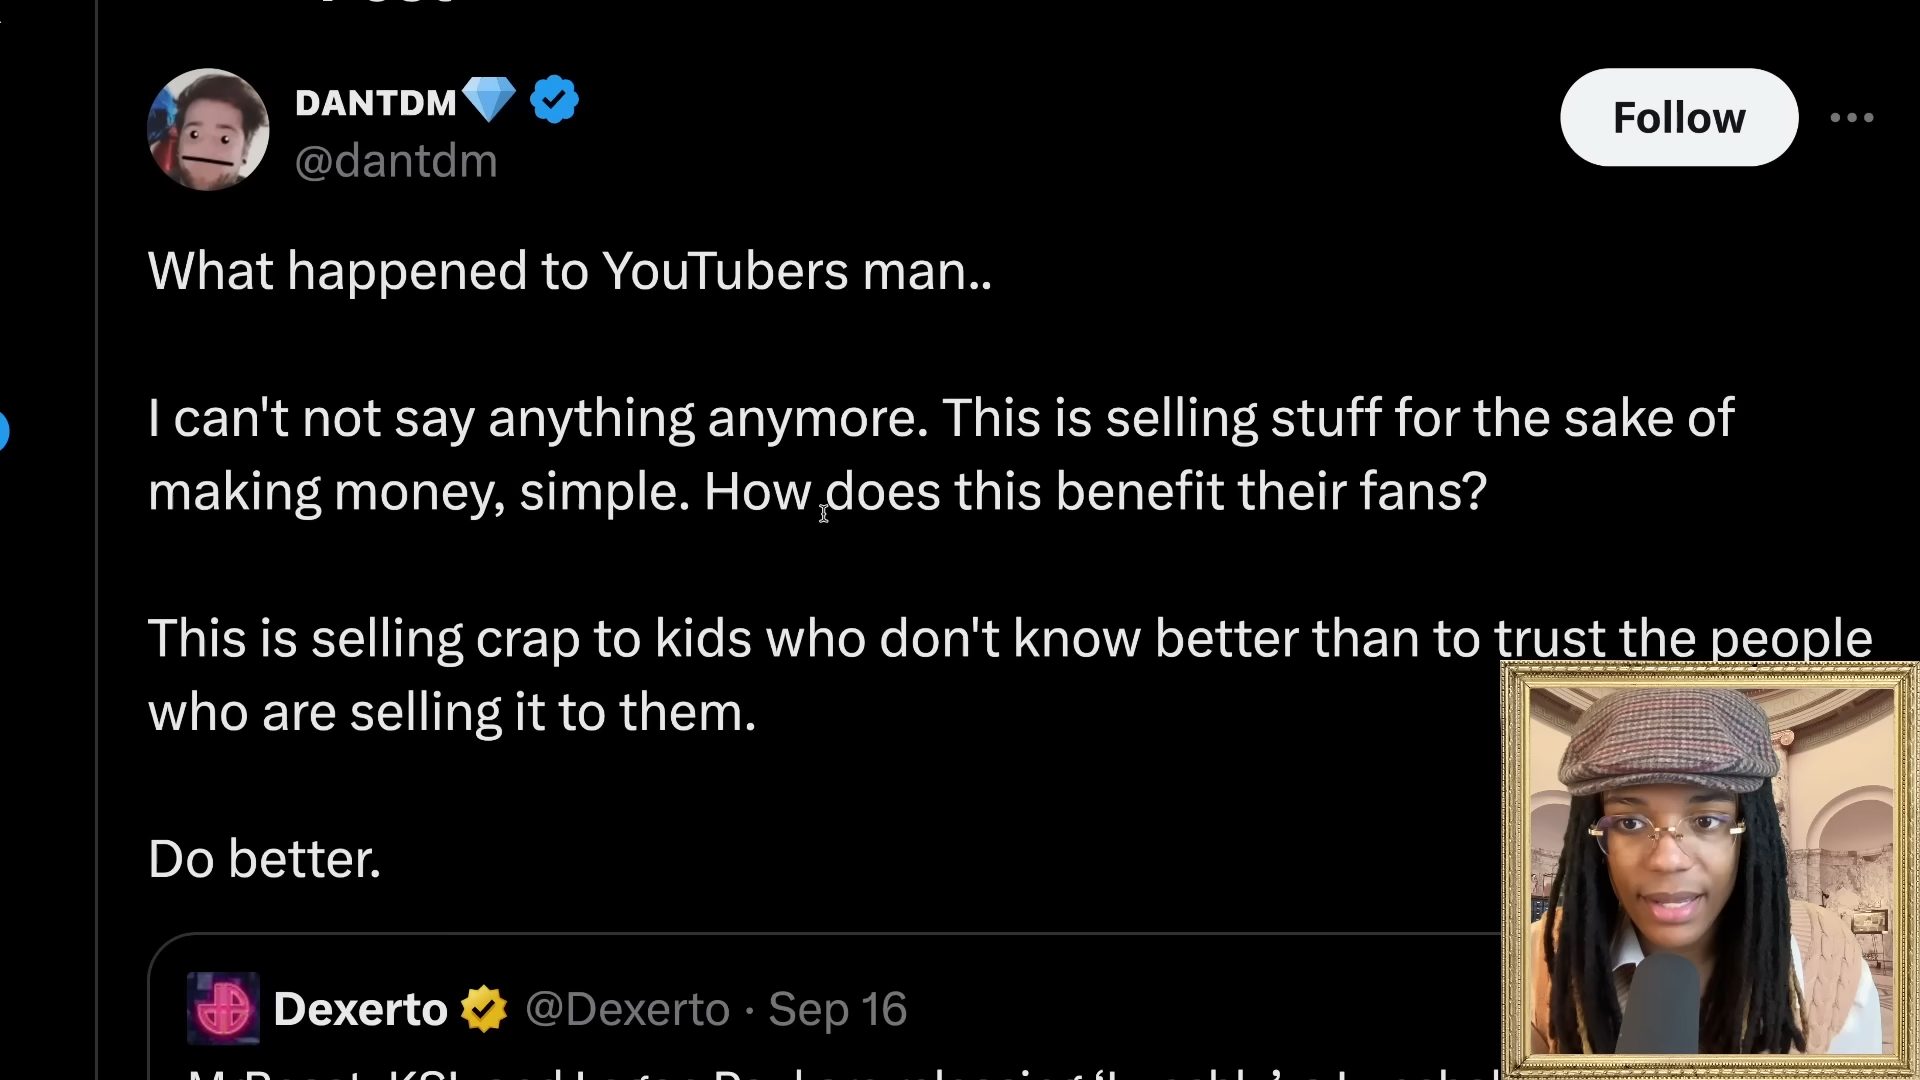 DANTDM
@dantdm
Follow
What happened to YouTubers man..
I can't not say anything anymore. This is selling stuff for the sake of
making money, simple. How does this benefit their fans?
This is selling crap to kids who don't know better than to trust the people
who are selling it to them.
Do better.
Dexerto @Dexerto · Sep 16